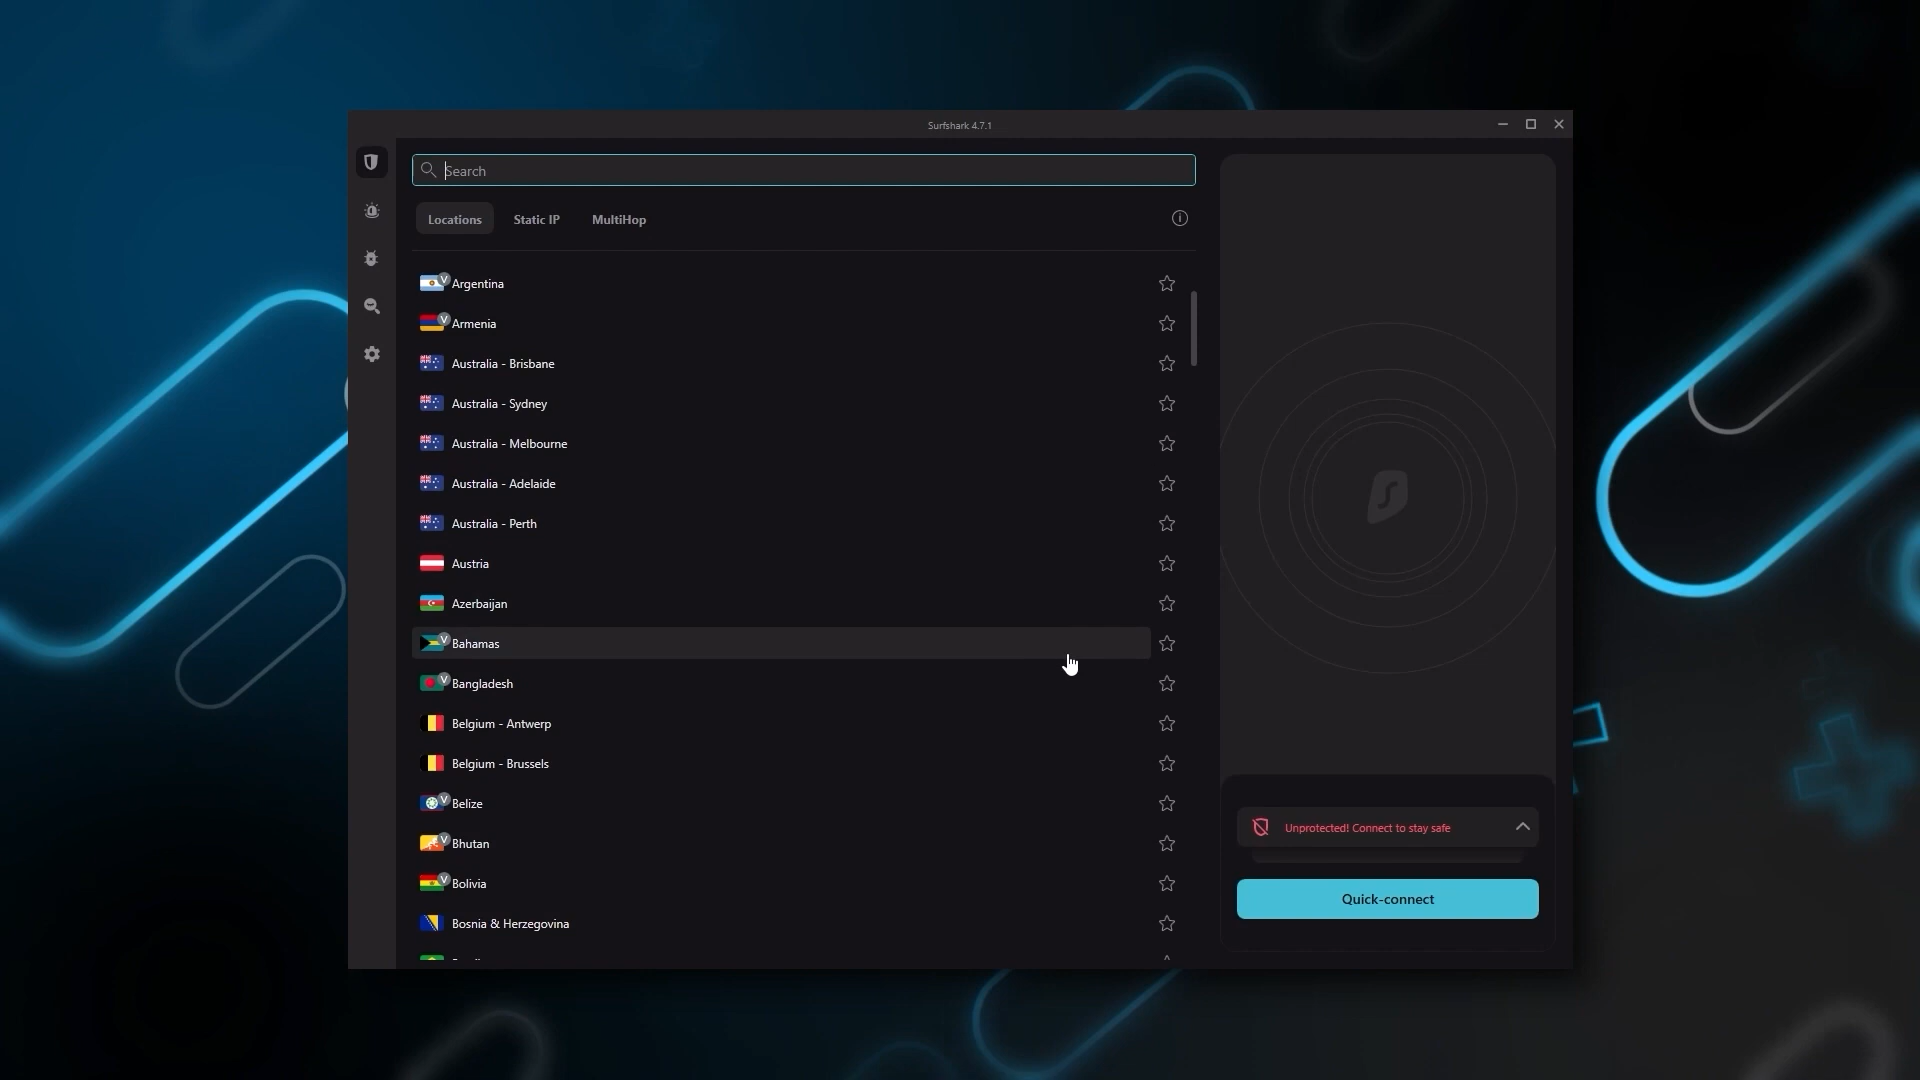 Surfshark 4.7.1
Search
Locations Static IP MultiHop
V Argentina
V Armenia
Australia - Brisbane
Australia - Sydney
Australia - Melbourne
Australia - Adelaide
Australia - Perth
Austria
Azerbaijan
V Bahamas
V Bangladesh
Belgium - Antwerp
Belgium - Brussels
V Belize
V Bhutan
V Bolivia
Bosnia & Herzegovina
Unprotected! Connect to stay safe
Quick-connect